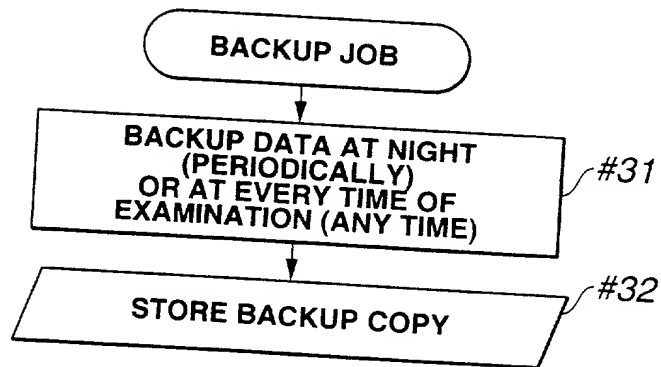 BACKUP JOB
BACKUP DATA AT NIGHT
(PERIODICALLY)
OR AT EVERY TIME OF
EXAMINATION (ANY TIME)
#31
STORE BACKUP COPY
#32